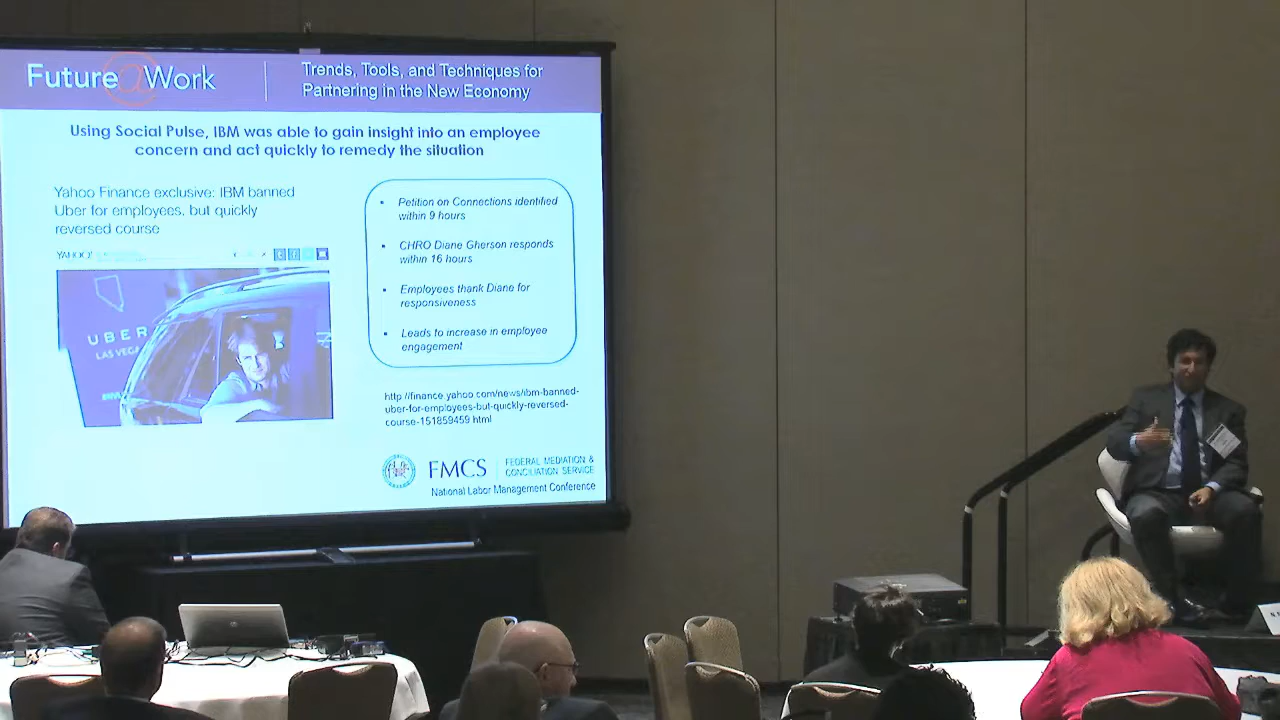 Future@Work
Trends, Tools, and Techniques for
Partnering in the New Economy
Using Social Pulse, IBM was able to gain insight into an employee
concern and act quickly to remedy the situation
Yahoo Finance exclusive: IBM banned
Uber for employees, but quickly
reversed course
YAHOO!
UBER
LAS VEGA
• Petition on Connections identified
within 9 hours
• CHRO Diane Gherson responds
within 16 hours
• Employees thank Diane for
responsiveness
• Leads to increase in employee
engagement
http://finance.yahoo.com/news/ibm-banned-
uber-for-employees-but-quickly-reversed-
course-151859459.html
FMCS
FEDERAL MEDIATION &
CONCILIATION SERVICE
National Labor Management Conference